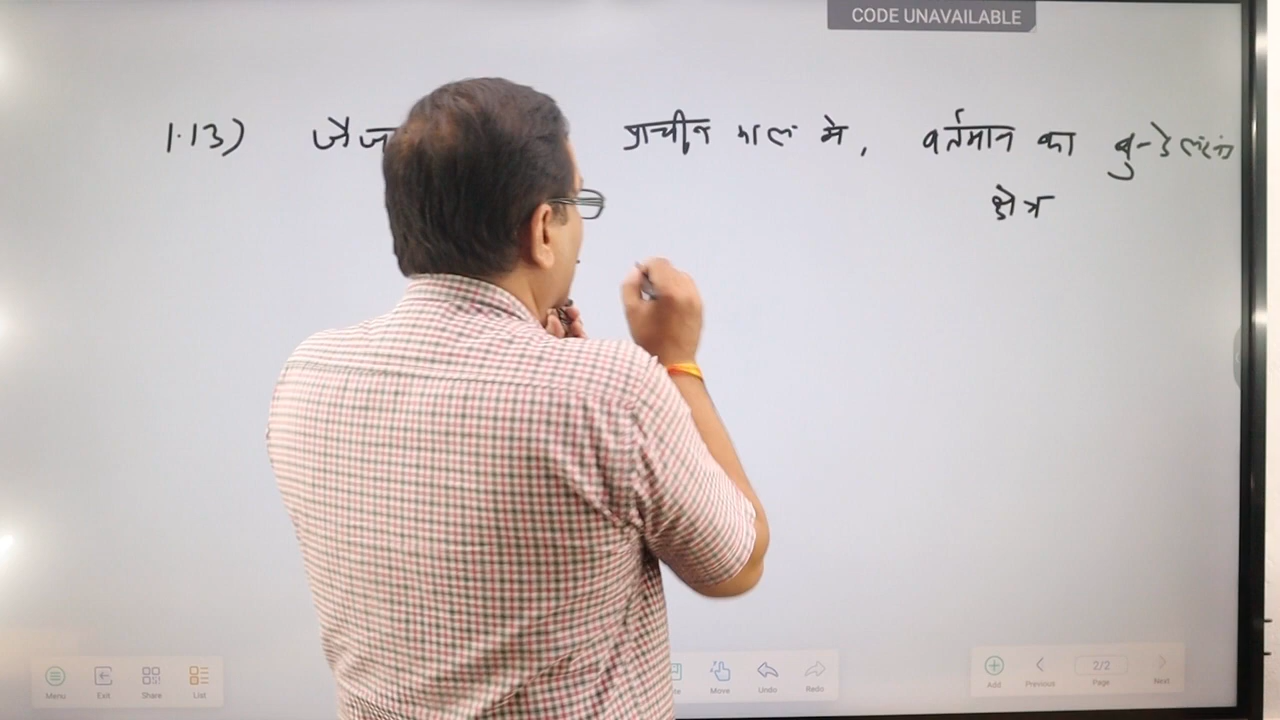 CODE UNAVAILABLE
1.13) जैज प्राचीन काल मे, वर्तमान का बुन्देलखंड
क्षेत्र
Menu Exit Share List Move Undo Redo Add Previous 2/2 Page Next